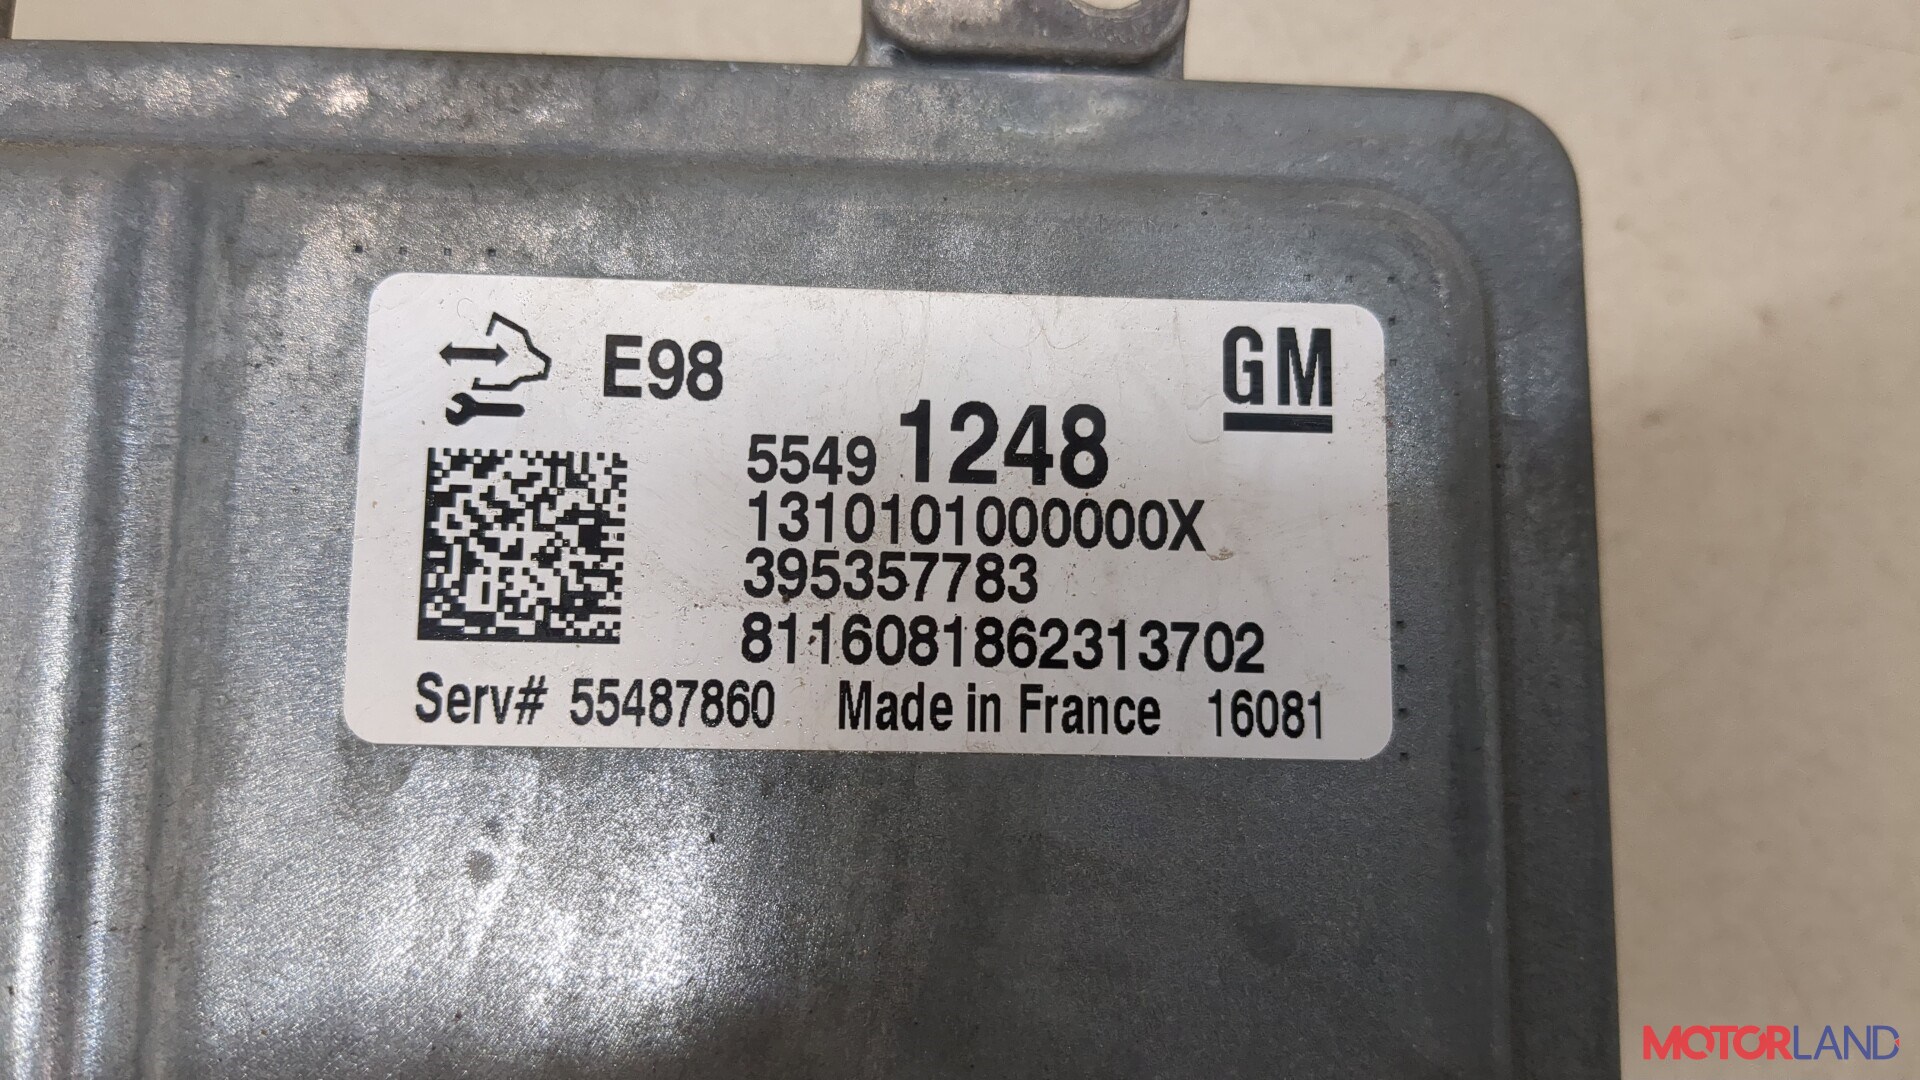 E98
GM
5549 1248
1310101000000X
395357783
8116081862313702
Serv# 55487860 Made in France 16081
MOTORLAND